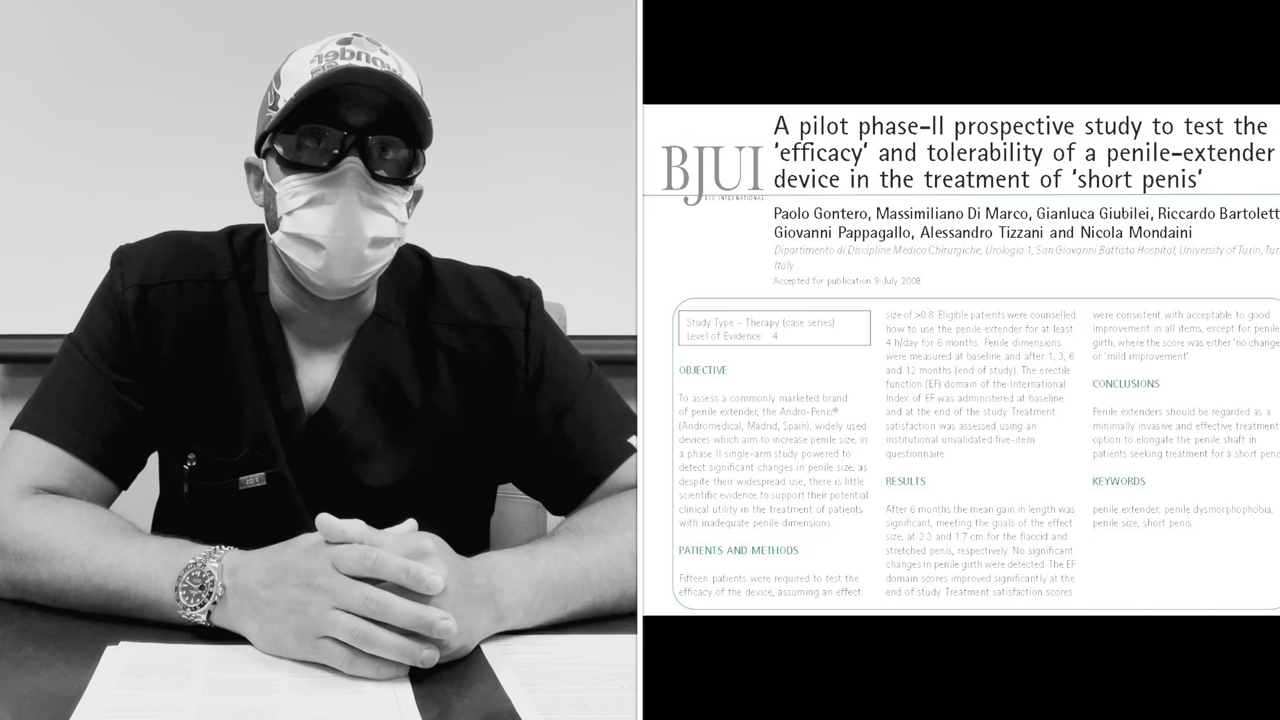 wonder
FIGS
BJUI
BJU INTERNATIONAL
A pilot phase-II prospective study to test the
'efficacy' and tolerability of a penile-extender
device in the treatment of 'short penis'
Paolo Gontero, Massimiliano Di Marco, Gianluca Giubilei, Riccardo Bartolett
Giovanni Pappagallo, Alessandro Tizzani and Nicola Mondaini
Dipartimento di Discipline Medico Chirurgiche, Urologia 1, San Giovanni Battista Hospital, University of Turin, Tur
Italy
Accepted for publication 9 July 2008
Study Type – Therapy (case series)
Level of Evidence 4
OBJECTIVE
To assess a commonly marketed brand
of penile extender, the Andro-Penis®
(Andromedical, Madrid, Spain), widely used
devices which aim to increase penile size, in
a phase II single-arm study powered to
detect significant changes in penile size, as
despite their widespread use, there is little
scientific evidence to support their potential
clinical utility in the treatment of patients
with inadequate penile dimensions.
PATIENTS AND METHODS
Fifteen patients were required to test the
efficacy of the device, assuming an effect
size of >0.8. Eligible patients were counselled
how to use the penile extender for at least
4 h/day for 6 months. Penile dimensions
were measured at baseline and after 1, 3, 6
and 12 months (end of study). The erectile
function (EF) domain of the International
Index of EF was administered at baseline
and at the end of the study. Treatment
satisfaction was assessed using an
institutional unvalidated five-item
questionnaire.
RESULTS
After 6 months the mean gain in length was
significant, meeting the goals of the effect
size, at 2.3 and 1.7 cm for the flaccid and
stretched penis, respectively. No significant
changes in penile girth were detected. The EF
domain scores improved significantly at the
end of study. Treatment satisfaction scores
were consistent with acceptable to good
improvement in all items, except for penile
girth, where the score was either 'no change
or 'mild improvement'.
CONCLUSIONS
Penile extenders should be regarded as a
minimally invasive and effective treatment
option to elongate the penile shaft in
patients seeking treatment for a short penis
KEYWORDS
penile extender, penile dysmorphophobia,
penile size, short penis